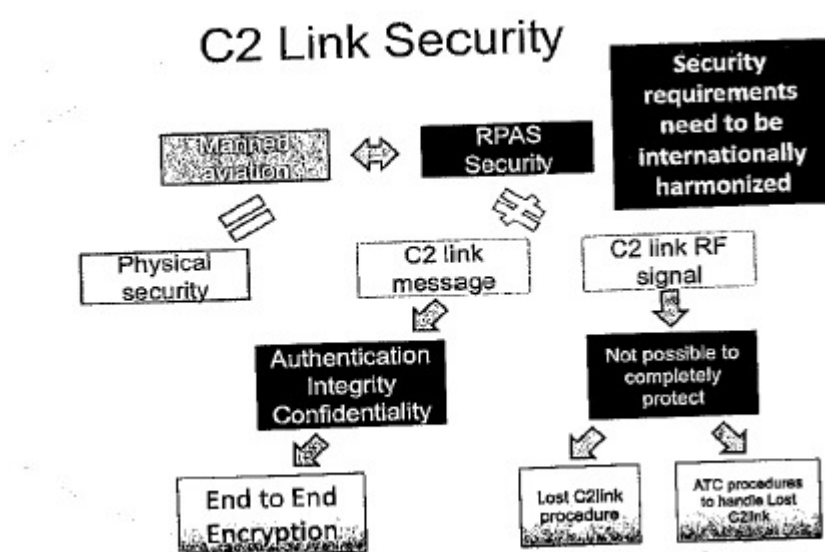 C2 Link Security
Security
requirements
need to be
internationally
harmonized
Manned
aviation
RPAS
Security
Physical
security
C2 link
message
C2 link RF
signal
Authentication
Integrity
Confidentiality
Not possible to
completely
protect
End to End
Encryption
Lost C2link
procedure
ATC procedures
to handle Lost
C2link